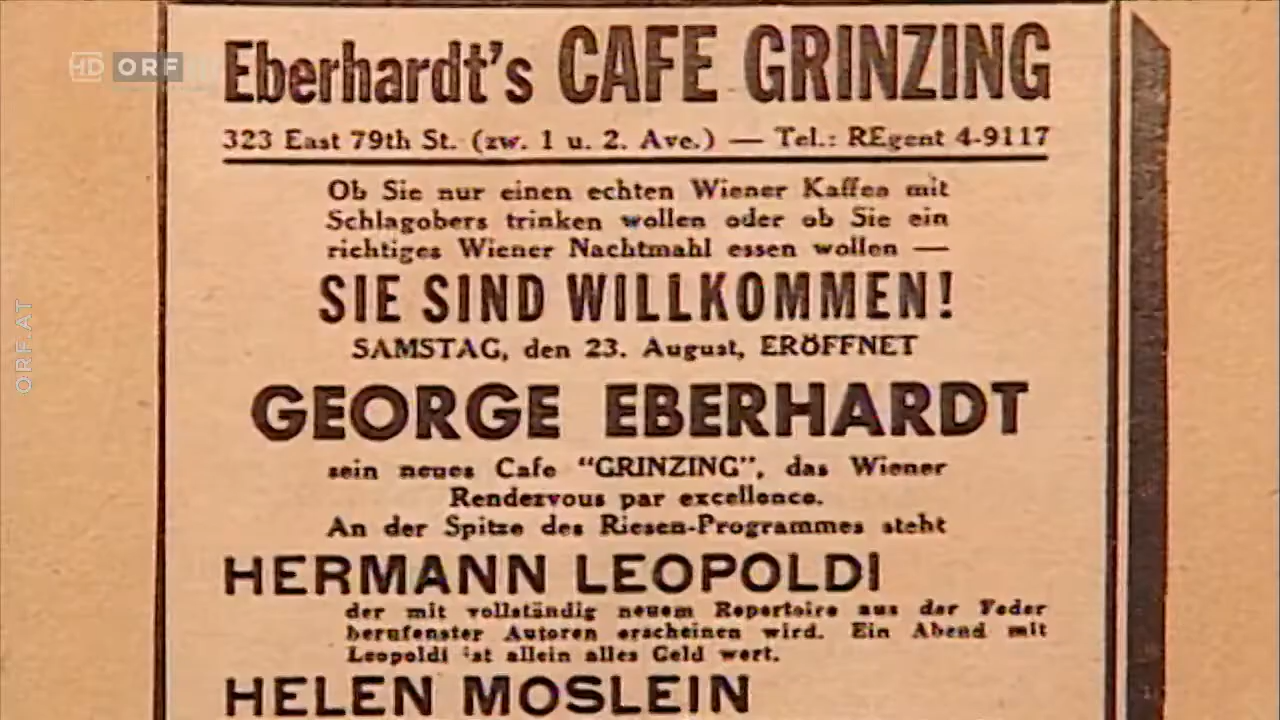 HD ORF
ORF.AT
Eberhardt's CAFE GRINZING
323 East 79th St. (zw. 1 u. 2. Ave.) — Tel.: REgent 4-9117
Ob Sie nur einen echten Wiener Kaffee mit
Schlagobers trinken wollen oder ob Sie ein
richtiges Wiener Nachtmahl essen wollen —
SIE SIND WILLKOMMEN!
SAMSTAG, den 23. August, ERÖFFNET
GEORGE EBERHARDT
sein neues Cafe "GRINZING", das Wiener
Rendezvous par excellence.
An der Spitze des Riesen-Programmes steht
HERMANN LEOPOLDI
der mit vollständig neuem Repertoire aus der Feder
berufenster Autoren erscheinen wird. Ein Abend mit
Leopoldi ist allein alles Geld wert.
HELEN MOSLEIN